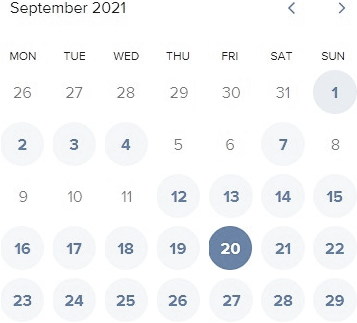 September 2021
MON TUE WED THU FRI SAT SUN
26 27 28 29 30 31 1
2 3 4 5 6 7 8
9 10 11 12 13 14 15
16 17 18 19 20 21 22
23 24 25 26 27 28 29